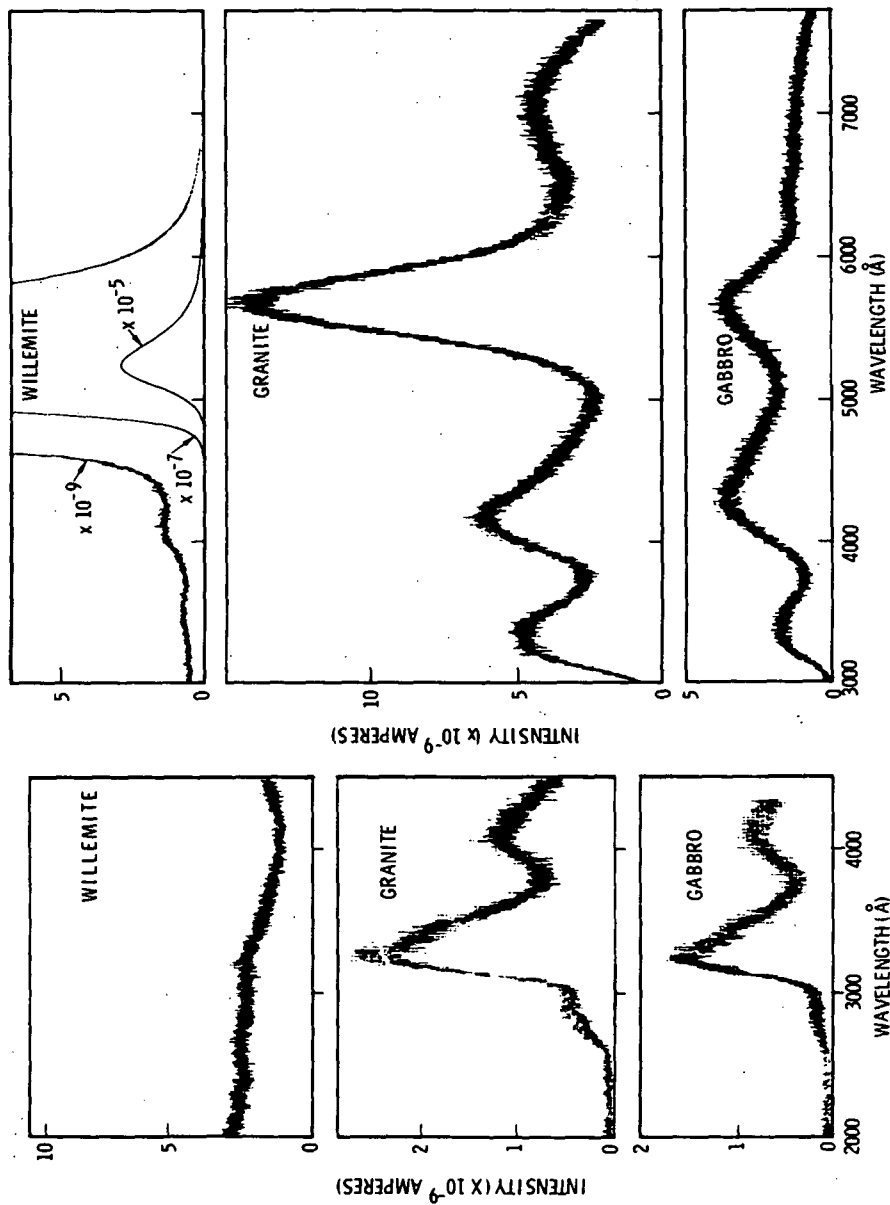 INTENSITY (X 10⁻⁹ AMPERES)
10
5
0
WILLEMITE
2
1
0
GRANITE
2
1
0
GABBRO
2000
3000
4000
WAVELENGTH (Å)
INTENSITY (x 10⁻⁹ AMPERES)
5
0
WILLEMITE
x 10⁻⁹
x 10⁻⁷
x 10⁻⁵
10
5
0
GRANITE
5
0
GABBRO
3000
4000
5000
6000
7000
WAVELENGTH (Å)